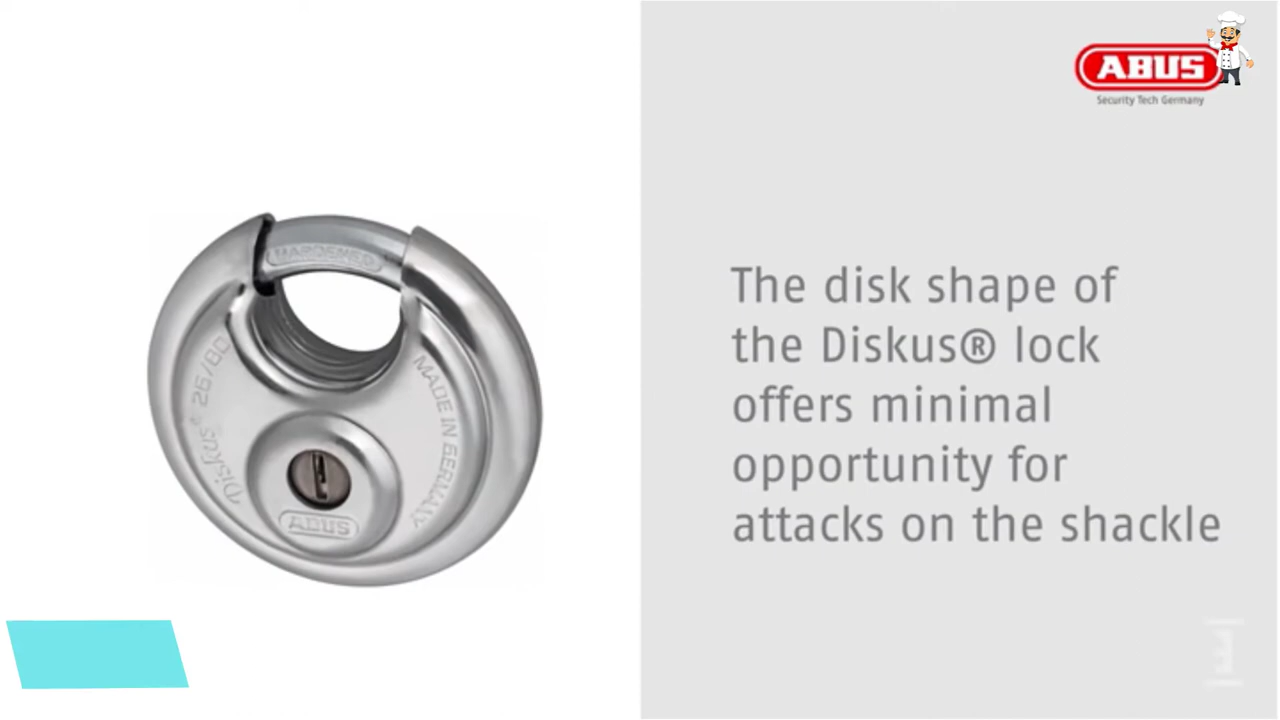 ABUS
Security Tech Germany
HARDENED
Diskus® 26/80
MADE IN GERMANY
ABUS
The disk shape of
the Diskus® lock
offers minimal
opportunity for
attacks on the shackle